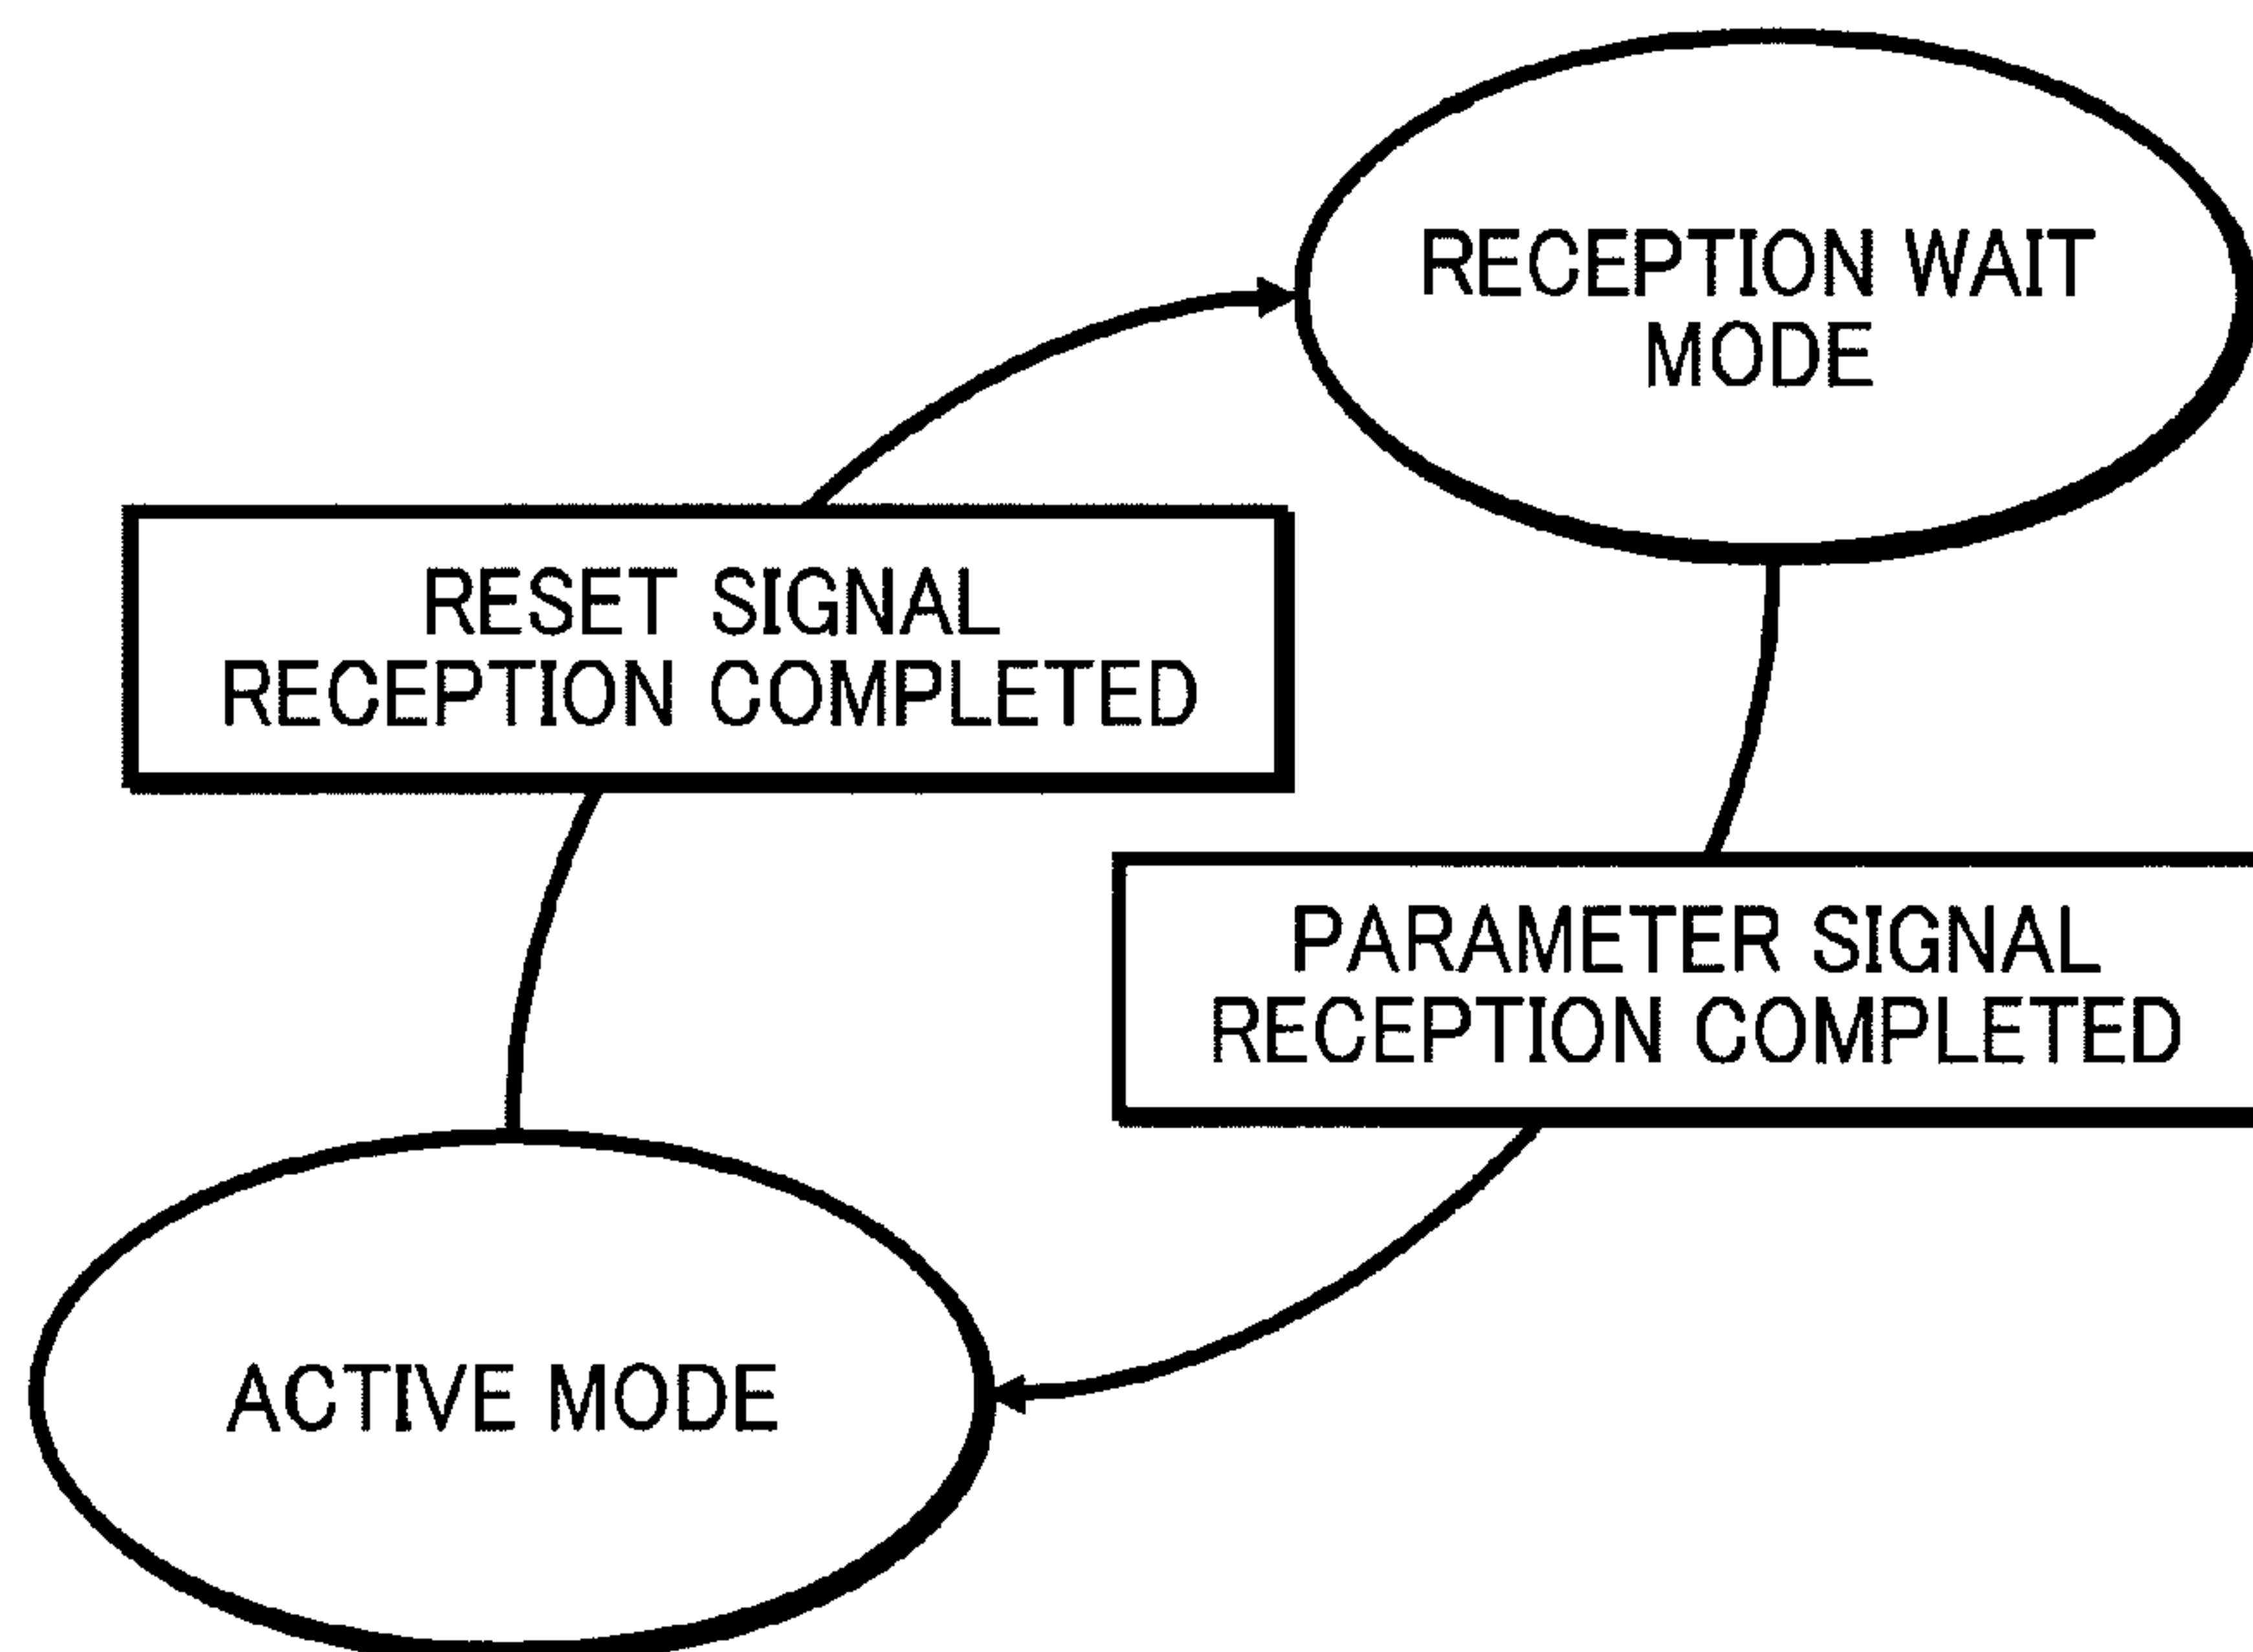 RECEPTION WAIT
MODE
RESET SIGNAL
RECEPTION COMPLETED
PARAMETER SIGNAL
RECEPTION COMPLETED
ACTIVE MODE